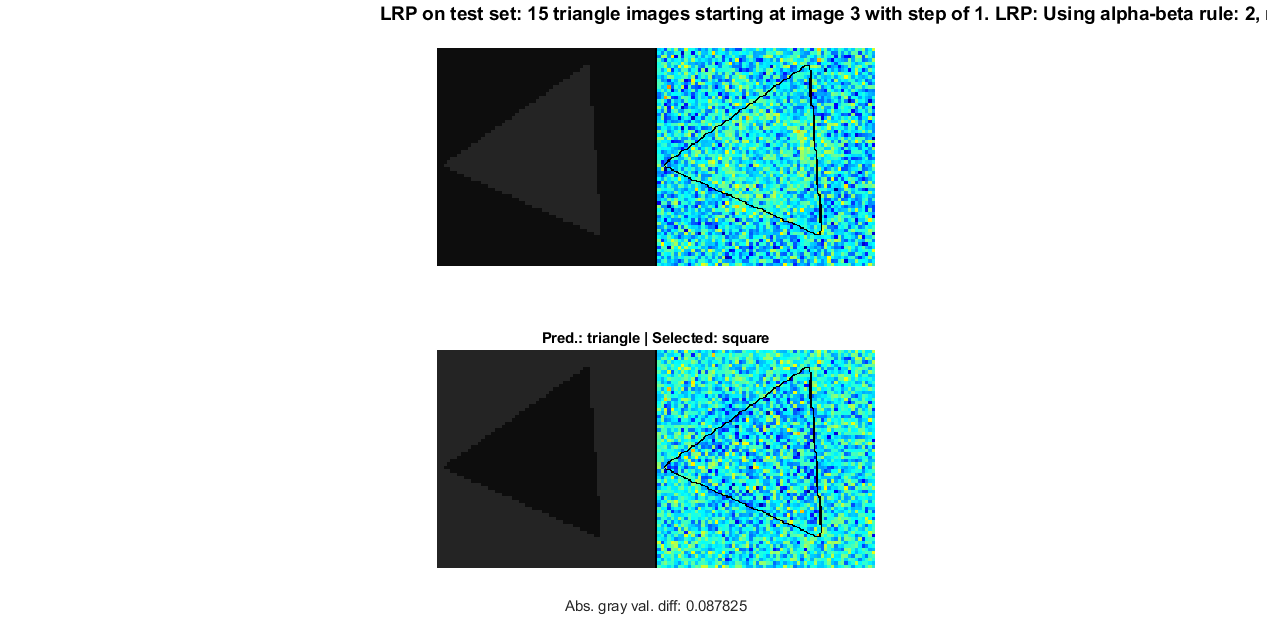 LRP on test set: 15 triangle images starting at image 3 with step of 1. LRP: Using alpha-beta rule: 2,
Pred.: triangle | Selected: square
Abs. gray val. diff: 0.087825